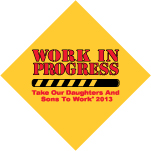 WORK IN
PROGRESS
Take Our Daughters And
Sons To Work® 2013